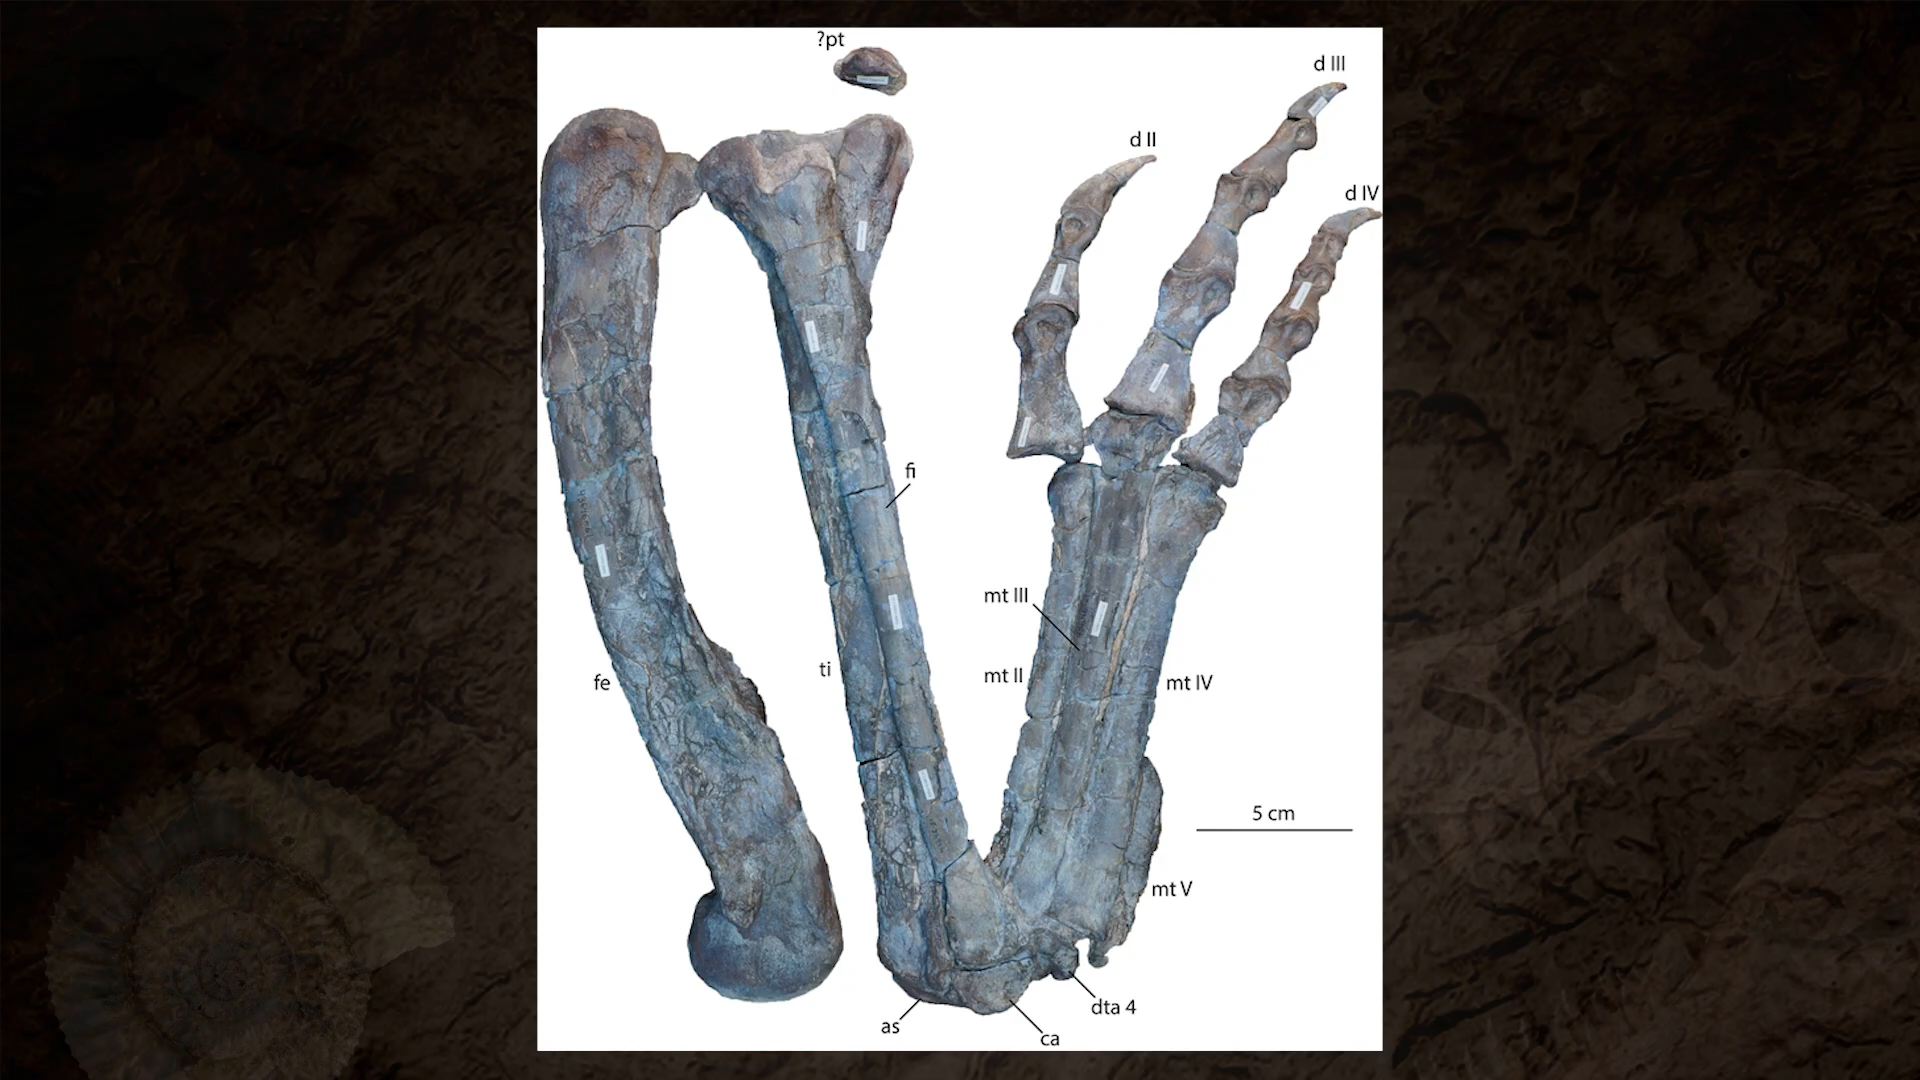 ?pt
d III
d II
d IV
fi
mt III
ti
mt II
fe
mt IV
5 cm
mt V
dta 4
as
ca